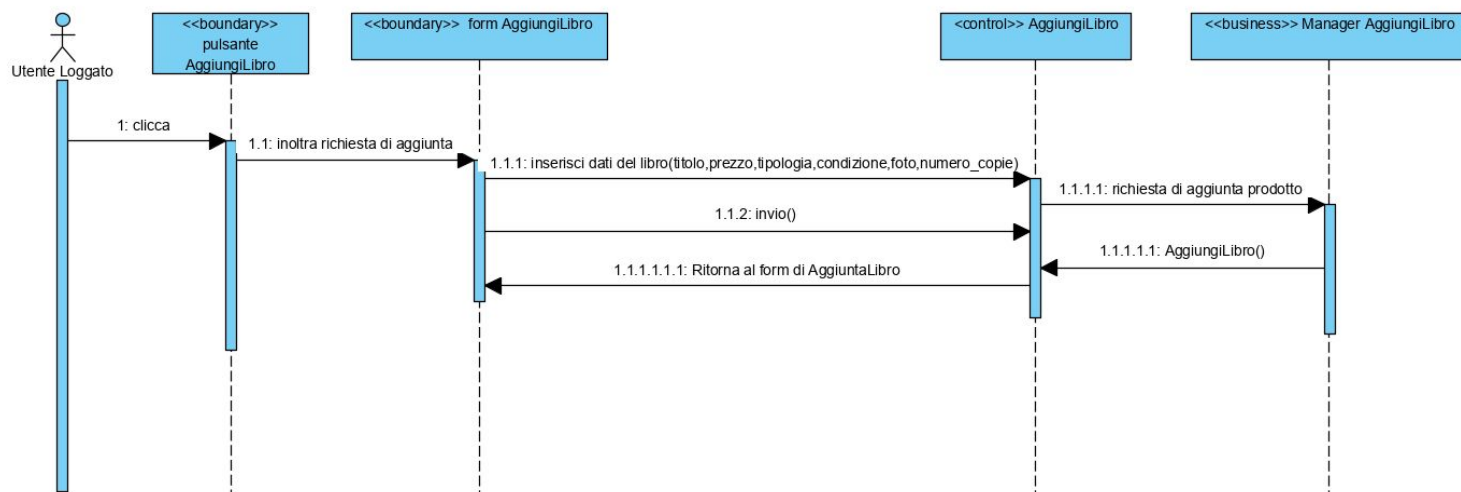 <<boundary>>
pulsante
AggiungiLibro
<<boundary>> form AggiungiLibro
<control>> AggiungiLibro
<<business>> Manager AggiungiLibro
Utente Loggato
1: clicca
1.1: inoltra richiesta di aggiunta
1.1.1: inserisci dati del libro(titolo,prezzo,tipologia,condizione,foto,numero_copie)
1.1.1.1: richiesta di aggiunta prodotto
1.1.2: invio()
1.1.1.1.1: AggiungiLibro()
1.1.1.1.1.1: Ritorna al form di AggiuntaLibro